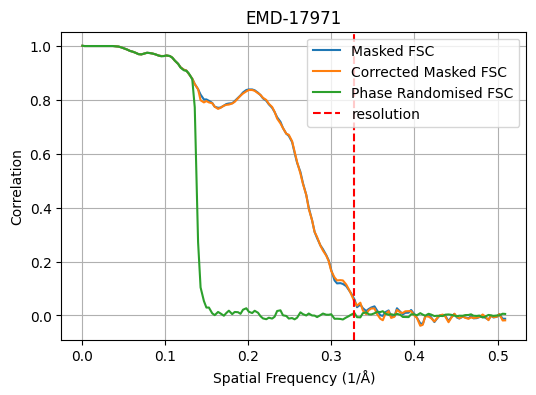 EMD-17971
Masked FSC
Corrected Masked FSC
Phase Randomised FSC
resolution
Correlation
1.0
0.8
0.6
0.4
0.2
0.0
0.0 0.1 0.2 0.3 0.4 0.5
Spatial Frequency (1/Å)